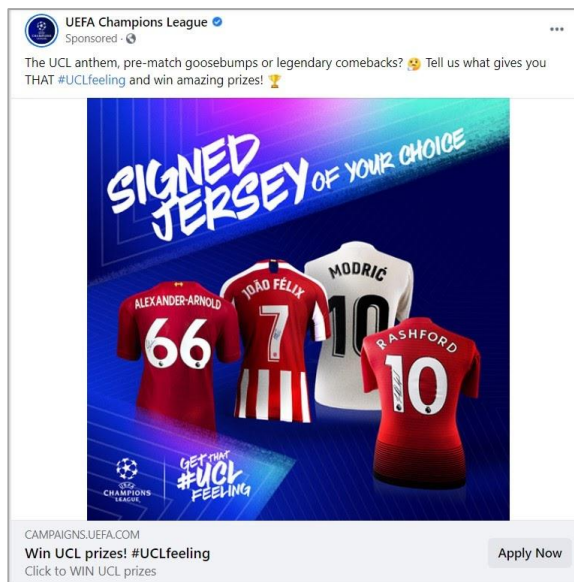 UEFA Champions League
Sponsored ·
The UCL anthem, pre-match goosebumps or legendary comebacks? 🤔 Tell us what gives you
THAT #UCLfeeling and win amazing prizes! 🏆
SIGNED
JERSEY OF YOUR CHOICE
MODRIĆ
10
JOÃO FÉLIX
7
ALEXANDER-ARNOLD
66
RASHFORD
10
UEFA
CHAMPIONS
LEAGUE
GET THAT
#UCL
FEELING
CAMPAIGNS.UEFA.COM
Win UCL prizes! #UCLfeeling
Apply Now
Click to WIN UCL prizes